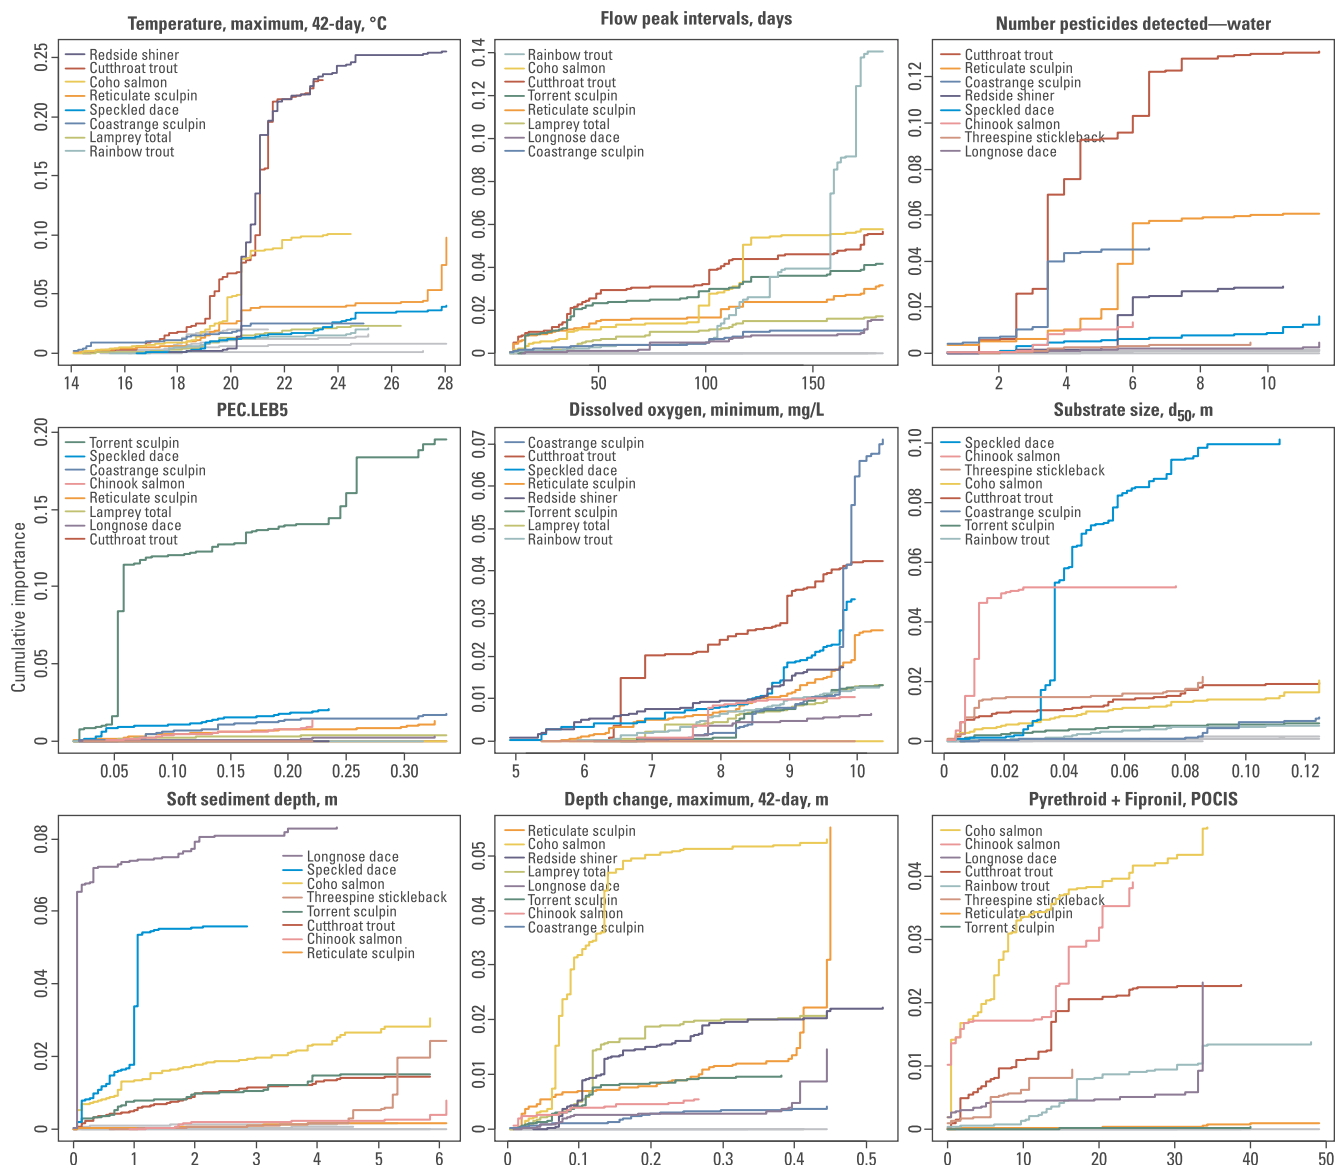 Temperature, maximum, 42-day, °C
0.25
0.20
0.15
0.10
0.05
0
Redside shiner
Cutthroat trout
Coho salmon
Reticulate sculpin
Speckled dace
Coastrange sculpin
Lamprey total
Rainbow trout
14 16 18 20 22 24 26 28
Flow peak intervals, days
0.14
0.12
0.10
0.08
0.06
0.04
0.02
0
Rainbow trout
Coho salmon
Cutthroat trout
Torrent sculpin
Reticulate sculpin
Lamprey total
Longnose dace
Coastrange sculpin
50 100 150
Number pesticides detected—water
0.12
0.10
0.08
0.06
0.04
0.02
0
Cutthroat trout
Reticulate sculpin
Coastrange sculpin
Redside shiner
Speckled dace
Chinook salmon
Threespine stickleback
Longnose dace
2 4 6 8 10
Cumulative importance
PEC.LEB5
0.20
0.15
0.10
0.05
0
Torrent sculpin
Speckled dace
Coastrange sculpin
Chinook salmon
Reticulate sculpin
Lamprey total
Longnose dace
Cutthroat trout
0.05 0.10 0.15 0.20 0.25 0.30
Dissolved oxygen, minimum, mg/L
0.07
0.06
0.05
0.04
0.03
0.02
0.01
0
Coastrange sculpin
Cutthroat trout
Speckled dace
Reticulate sculpin
Redside shiner
Torrent sculpin
Lamprey total
Rainbow trout
5 6 7 8 9 10
Substrate size, d50, m
0.10
0.08
0.06
0.04
0.02
0
Speckled dace
Chinook salmon
Threespine stickleback
Coho salmon
Cutthroat trout
Coastrange sculpin
Torrent sculpin
Rainbow trout
0 0.02 0.04 0.06 0.08 0.10 0.12
Soft sediment depth, m
0.08
0.06
0.04
0.02
0
Longnose dace
Speckled dace
Coho salmon
Threespine stickleback
Torrent sculpin
Cutthroat trout
Chinook salmon
Reticulate sculpin
0 1 2 3 4 5 6
Depth change, maximum, 42-day, m
0.05
0.04
0.03
0.02
0.01
0
Reticulate sculpin
Coho salmon
Redside shiner
Lamprey total
Longnose dace
Torrent sculpin
Chinook salmon
Coastrange sculpin
0 0.1 0.2 0.3 0.4 0.5
Pyrethroid + Fipronil, POCIS
0.04
0.03
0.02
0.01
0
Coho salmon
Chinook salmon
Longnose dace
Cutthroat trout
Rainbow trout
Threespine stickleback
Reticulate sculpin
Torrent sculpin
0 10 20 30 40 50